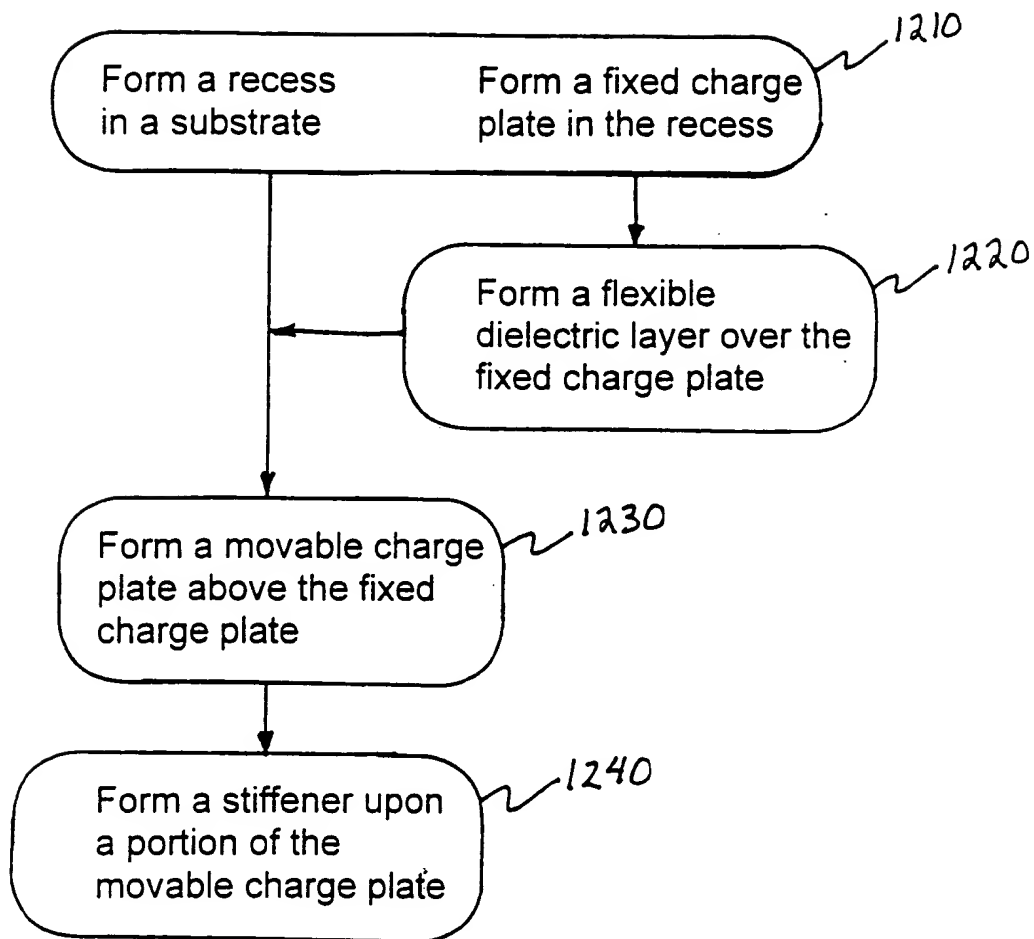 1210
Form a recess
in a substrate
Form a fixed charge
plate in the recess
1220
Form a flexible
dielectric layer over the
fixed charge plate
1230
Form a movable charge
plate above the fixed
charge plate
1240
Form a stiffener upon
a portion of the
movable charge plate